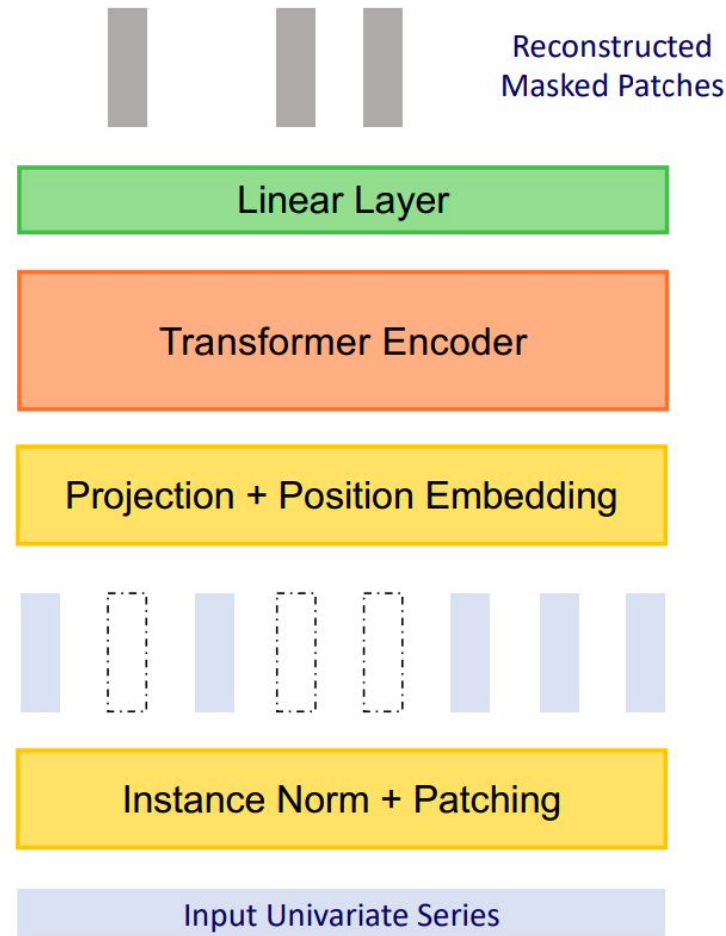 Reconstructed
Masked Patches
Linear Layer
Transformer Encoder
Projection + Position Embedding
Instance Norm + Patching
Input Univariate Series